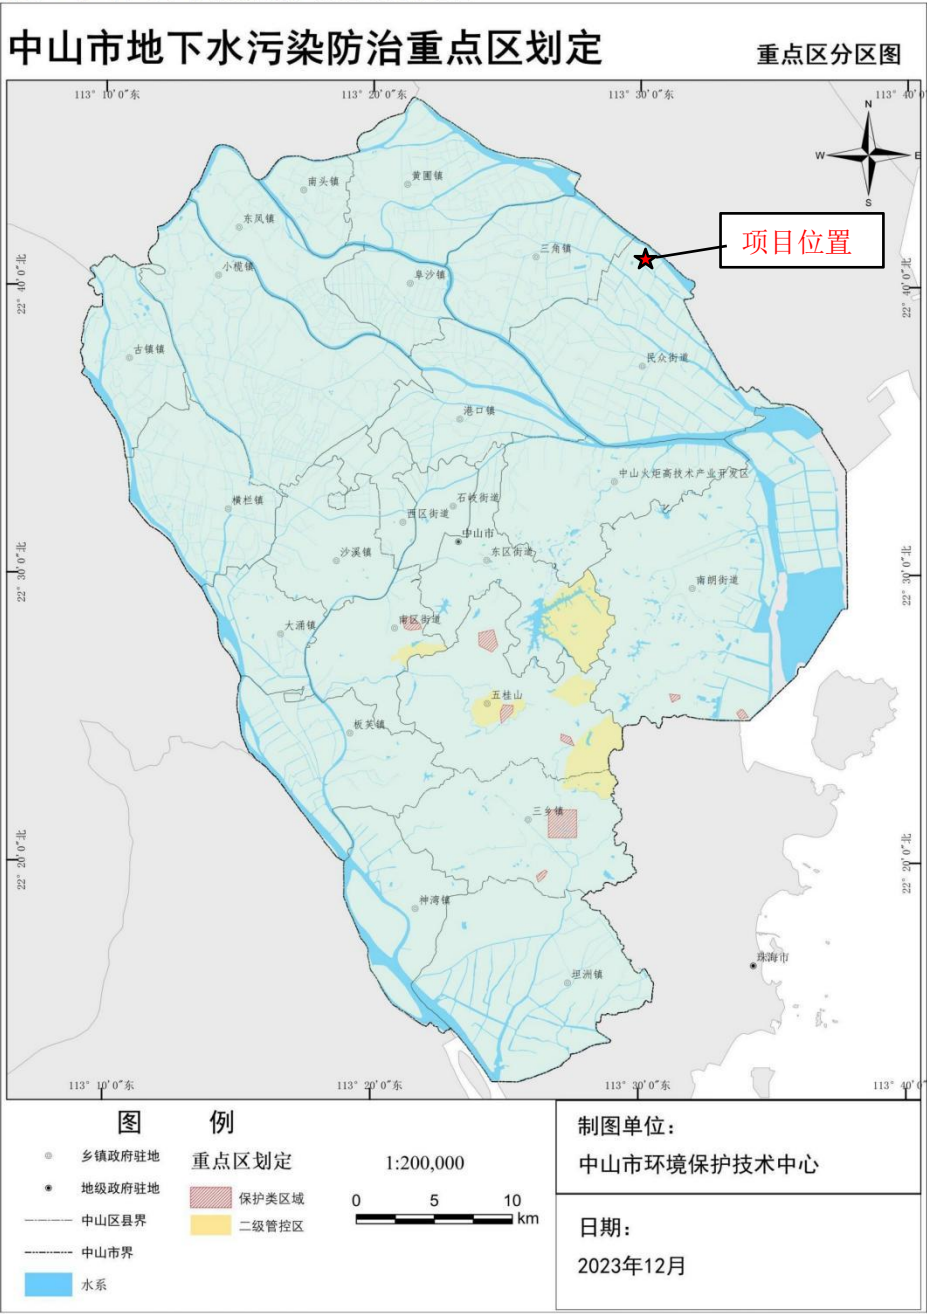 中山市地下水污染防治重点区划定
重点区分区图
113° 10′0″东
113° 20′0″东
113° 30′0″东
113° 40′0″
N
W
E
S
项目位置
南头镇
黄圃镇
东凤镇
三角镇
小榄镇
阜沙镇
22° 40′0″北
22° 40′0″北
古镇镇
民众街道
港口镇
中山火炬高技术产业开发区
横栏镇
石岐街道
西区街道
中山市
沙溪镇
东区街道
22° 30′0″北
22° 30′0″北
南朗街道
大涌镇
南区街道
五桂山
板芙镇
三乡镇
22° 20′0″北
22° 20′0″北
神湾镇
坦洲镇
珠海市
113° 10′0″东
113° 20′0″东
113° 30′0″东
113° 40′0″
图 例
乡镇政府驻地
地级政府驻地
中山区县界
中山市界
水系
重点区划定
保护类区域
二级管控区
1:200,000
0 5 10
km
制图单位：
中山市环境保护技术中心
日期：
2023年12月